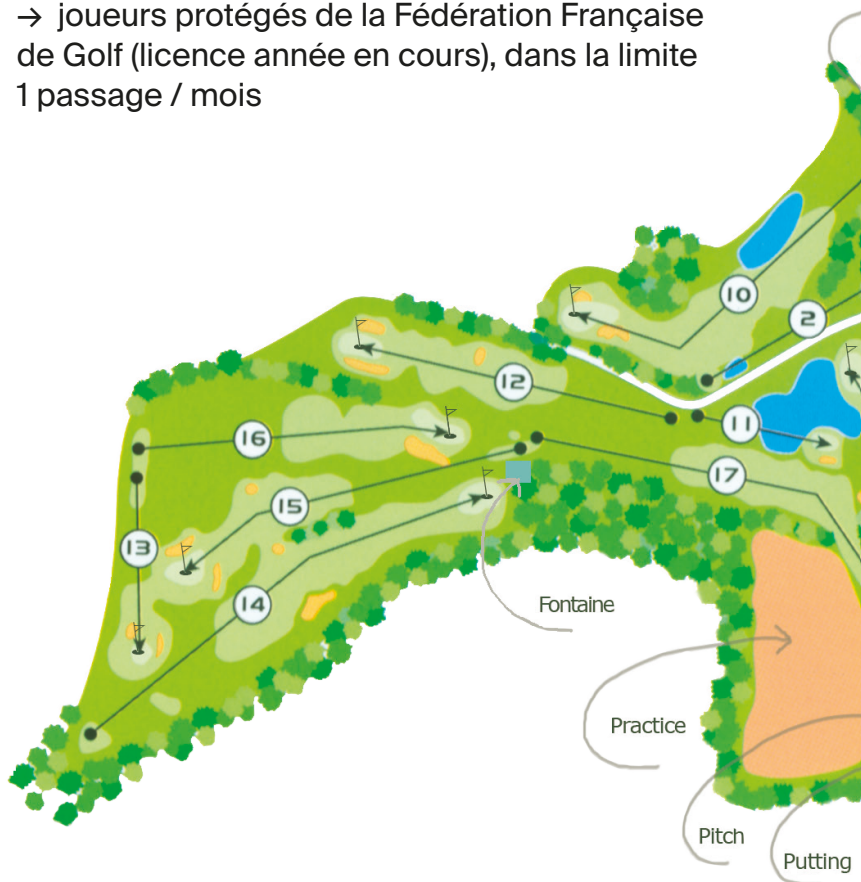 → joueurs protégés de la Fédération Française
de Golf (licence année en cours), dans la limite
1 passage / mois
10
2
12
11
16
17
15
13
14
Fontaine
Practice
Pitch
Putting